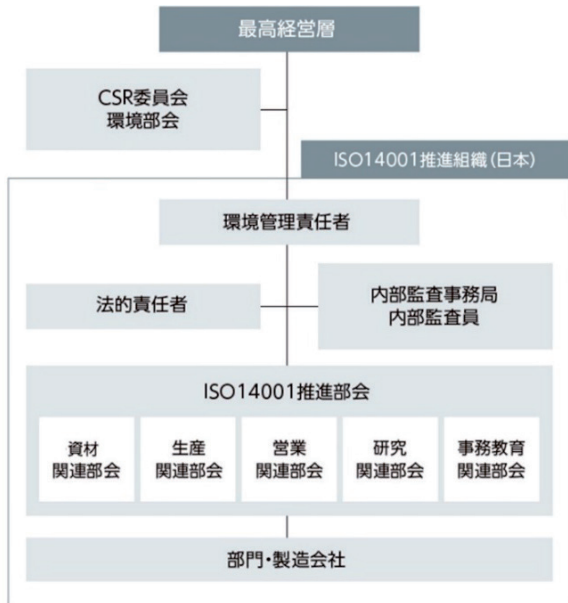 最高経営層
CSR委員会
環境部会
ISO14001推進組織(日本)
環境管理責任者
法的責任者
内部監査事務局
内部監査員
ISO14001推進部会
資材
関連部会
生産
関連部会
営業
関連部会
研究
関連部会
事務教育
関連部会
部門・製造会社